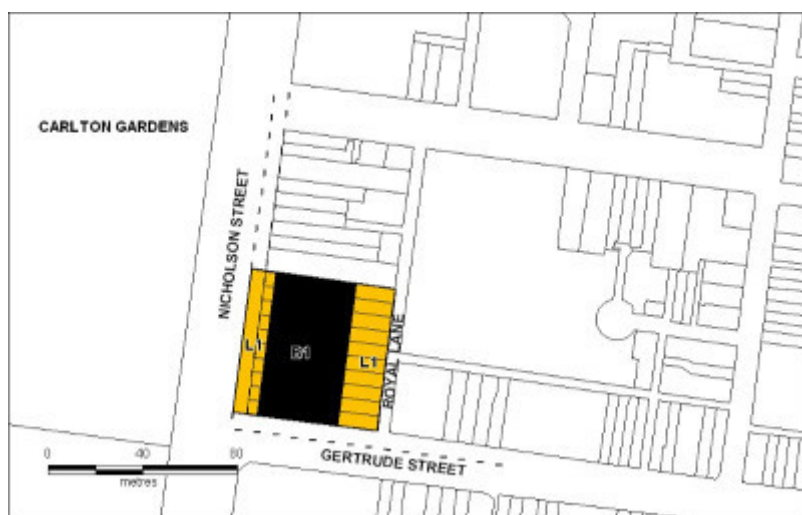 CARLTON GARDENS
NICHOLSON STREET
L1
B1
L1
ROYAL LANE
GERTRUDE STREET
0 40 80
metres